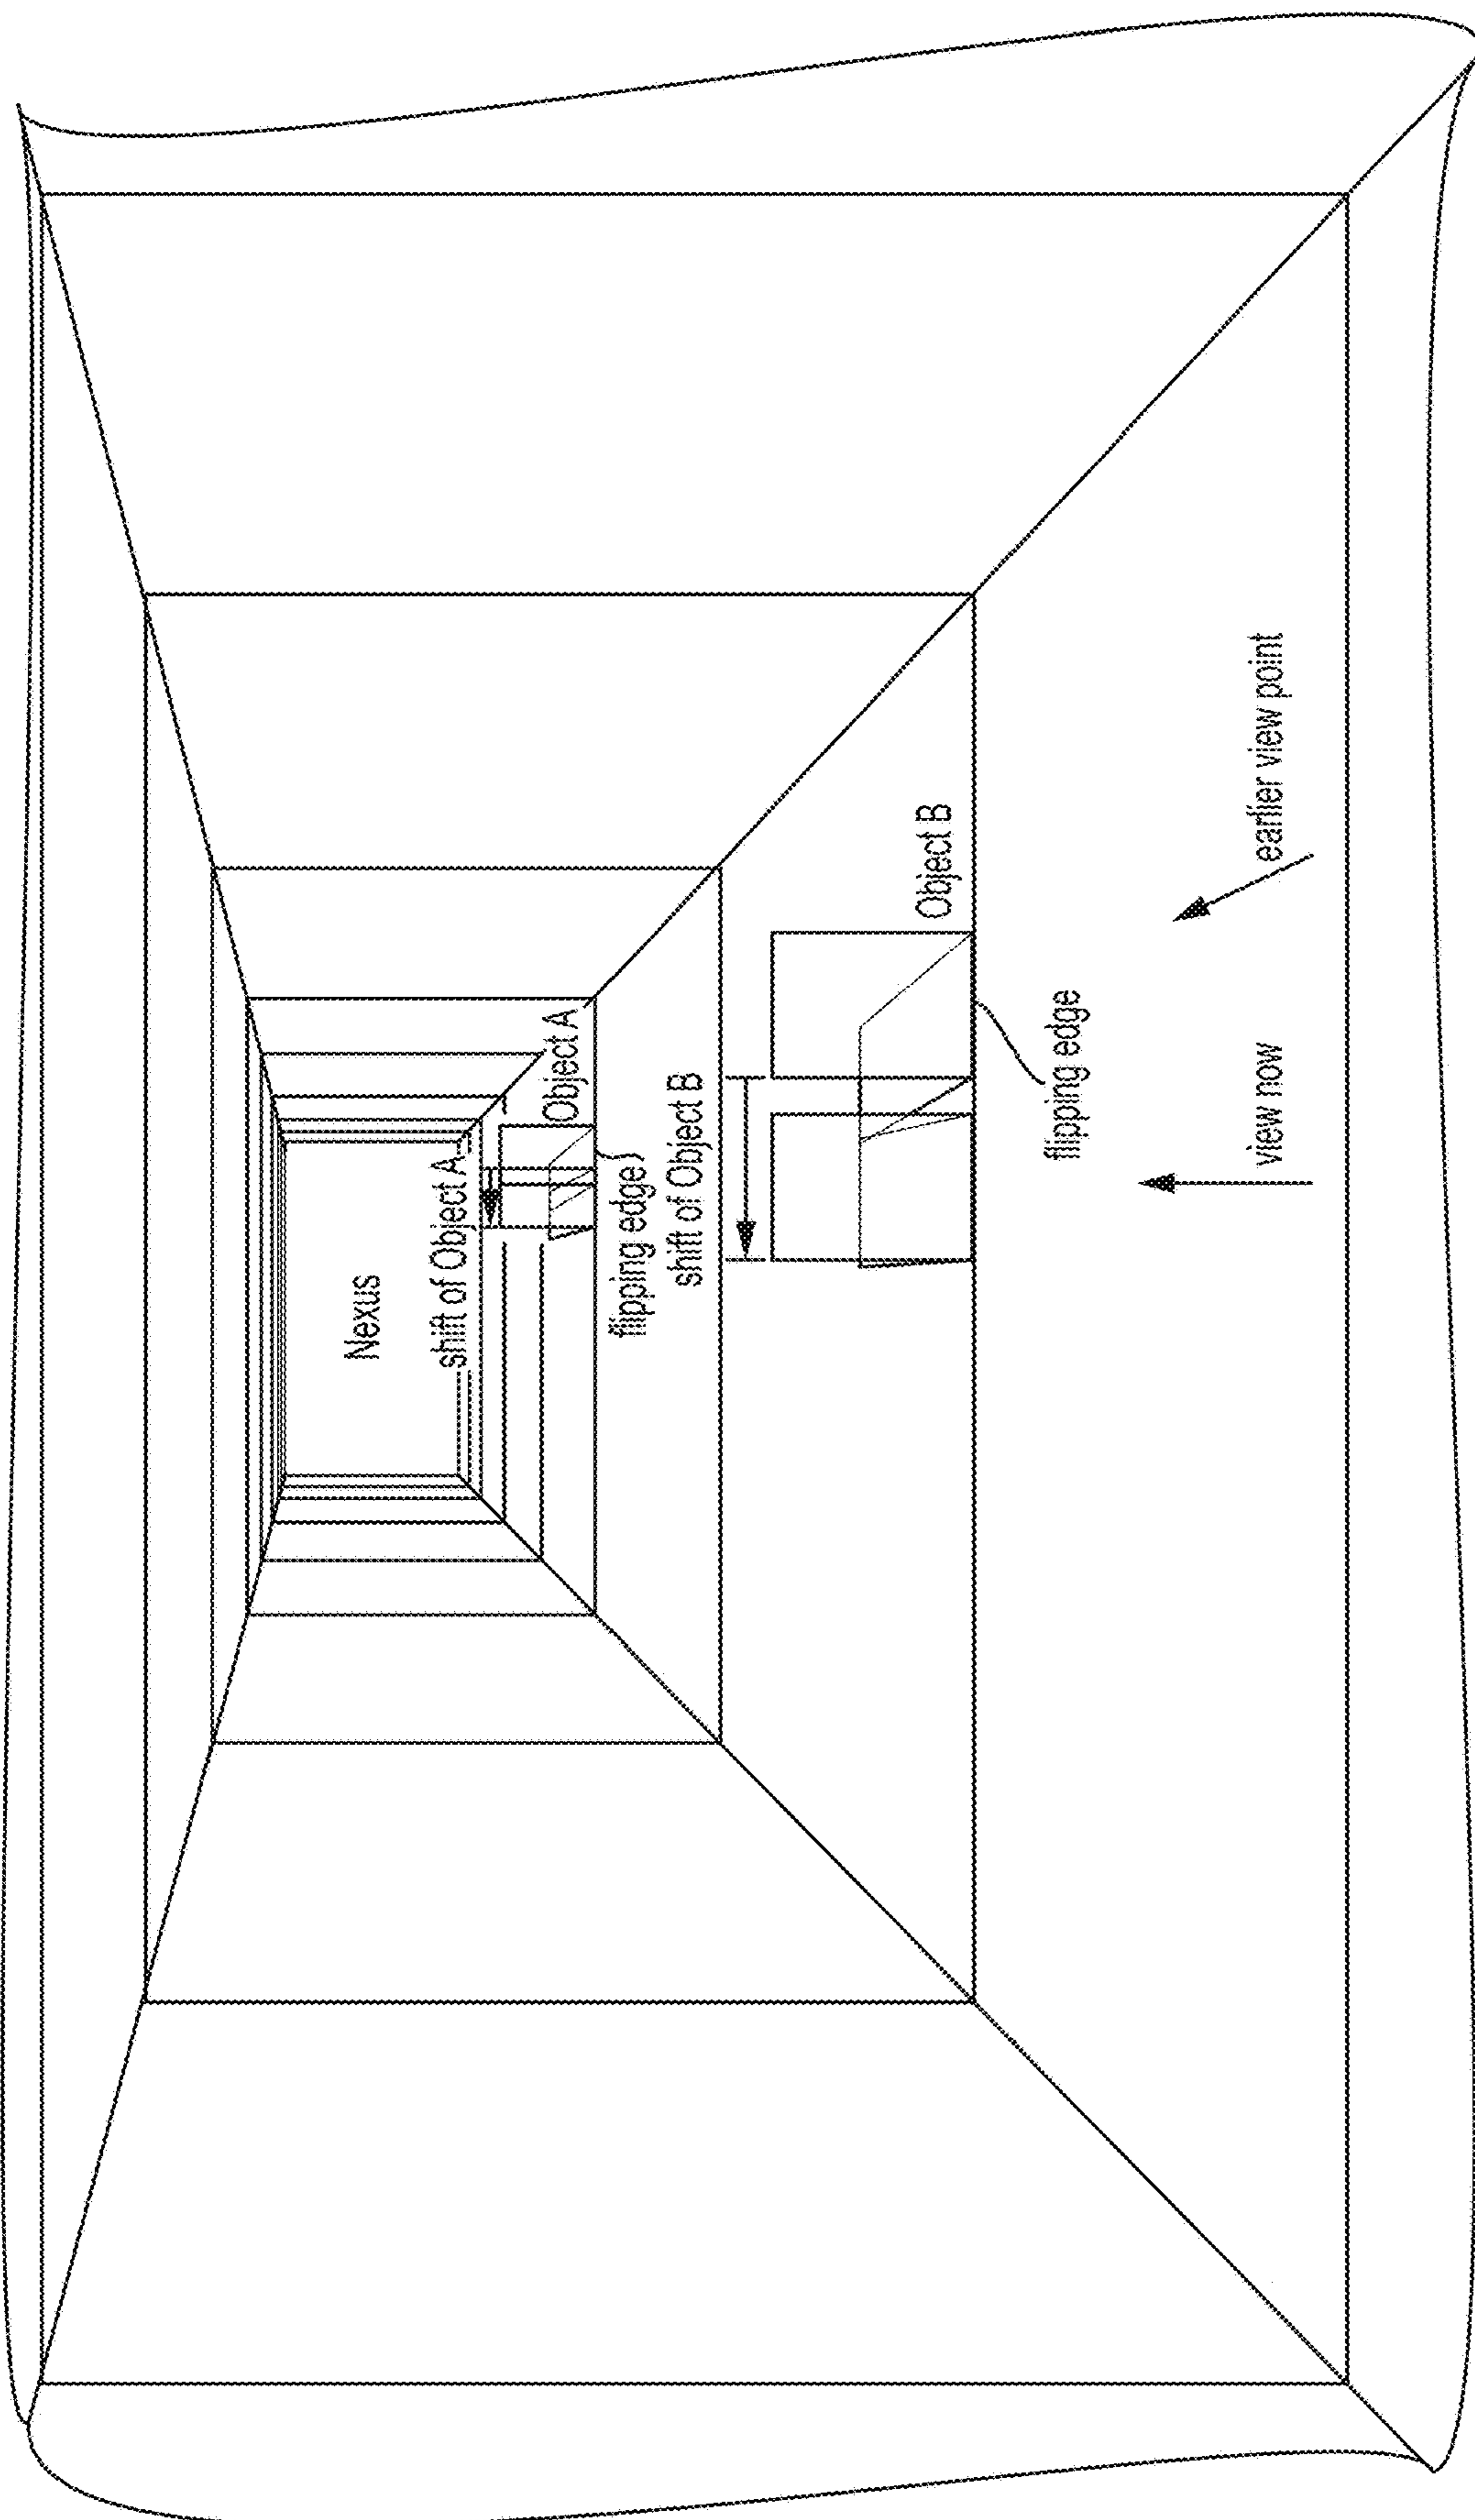 Nexus
shift of Object A
Object A
flipping edge
shift of Object B
Object B
flipping edge
view now
earlier view point